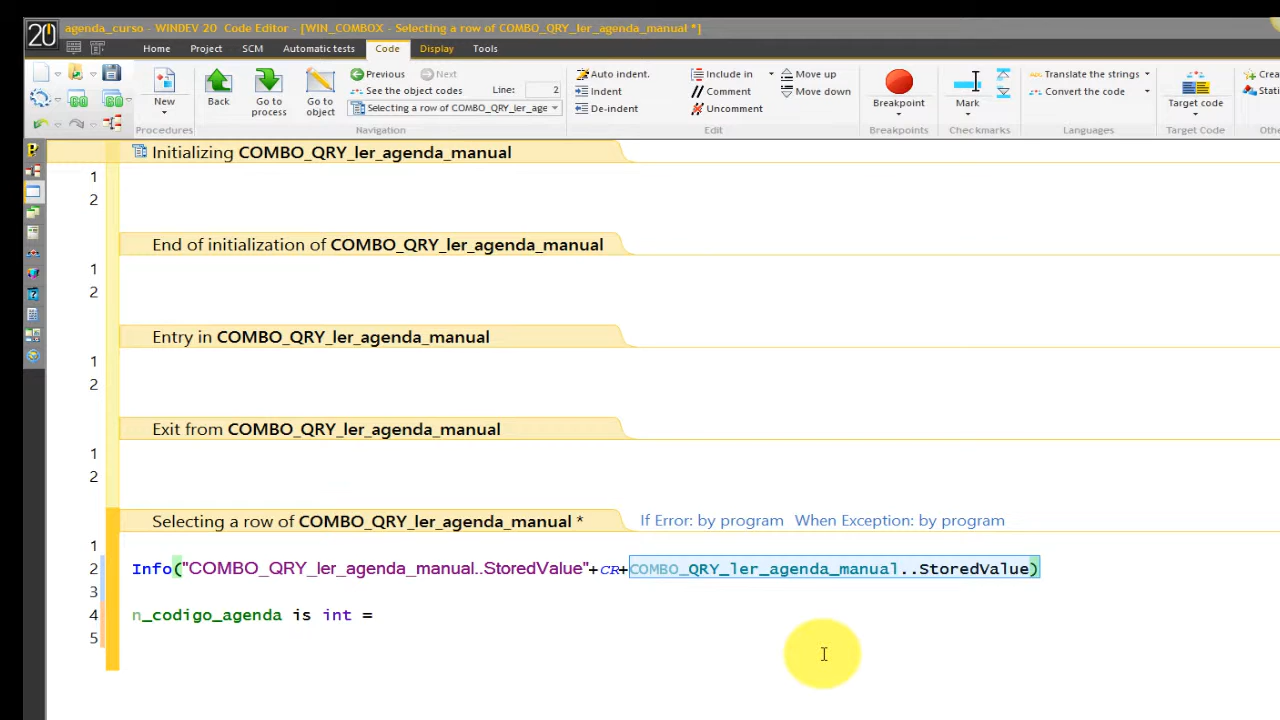 20 agenda_curso - WINDEV 20 Code Editor - [WIN_COMBOX - Selecting a row of COMBO_QRY_ler_agenda_manual *]
Home Project SCM Automatic tests Code Display Tools
New Back Go to process Go to object
Previous Next Line: 2
See the object codes
Selecting a row of COMBO_QRY_ler_age
Auto indent. Include in Move up
Indent // Comment Move down
De-indent Uncomment
Breakpoint Mark
Translate the strings
Convert the code
Target code
Procedures Navigation Edit Breakpoints Checkmarks Languages Target Code
Initializing COMBO_QRY_ler_agenda_manual
1
2
End of initialization of COMBO_QRY_ler_agenda_manual
1
2
Entry in COMBO_QRY_ler_agenda_manual
1
2
Exit from COMBO_QRY_ler_agenda_manual
1
2
Selecting a row of COMBO_QRY_ler_agenda_manual * If Error: by program When Exception: by program
1
2 Info("COMBO_QRY_ler_agenda_manual..StoredValue"+CR+COMBO_QRY_ler_agenda_manual..StoredValue)
3
4 n_codigo_agenda is int =
5